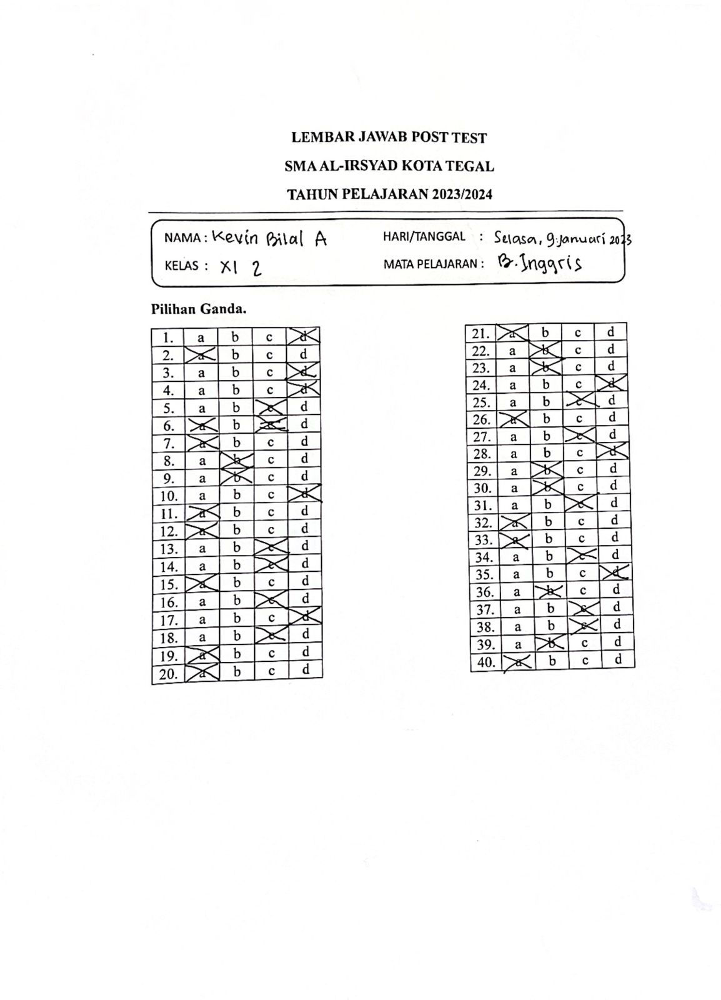 LEMBAR JAWAB POST TEST
SMA AL-IRSYAD KOTA TEGAL
TAHUN PELAJARAN 2023/2024
NAMA : Kevin Bilal A HARI/TANGGAL : Selasa, 9 januari 2023
KELAS : XI 2 MATA PELAJARAN : B. Inggris
Pilihan Ganda.
1. a b c d
2. a b c d
3. a b c d
4. a b c d
5. a b c d
6. a b c d
7. a b c d
8. a b c d
9. a b c d
10. a b c d
11. a b c d
12. a b c d
13. a b c d
14. a b c d
15. a b c d
16. a b c d
17. a b c d
18. a b c d
19. a b c d
20. a b c d
21. a b c d
22. a b c d
23. a b c d
24. a b c d
25. a b c d
26. a b c d
27. a b c d
28. a b c d
29. a b c d
30. a b c d
31. a b c d
32. a b c d
33. a b c d
34. a b c d
35. a b c d
36. a b c d
37. a b c d
38. a b c d
39. a b c d
40. a b c d